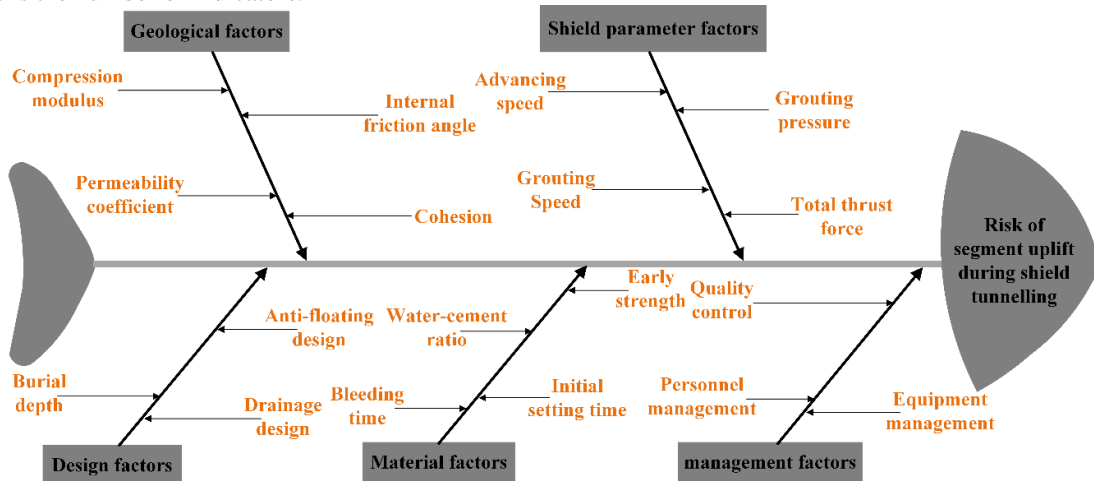 Geological factors
Shield parameter factors
Compression
modulus
Internal
friction angle
Permeability
coefficient
Cohesion
Advancing
speed
Grouting
pressure
Grouting
Speed
Total thrust
force
Risk of
segment uplift
during shield
tunnelling
Anti-floating
design
Burial
depth
Drainage
design
Early
strength
Water-cement
ratio
Bleeding
time
Initial
setting time
Quality
control
Personnel
management
Equipment
management
Design factors
Material factors
management factors